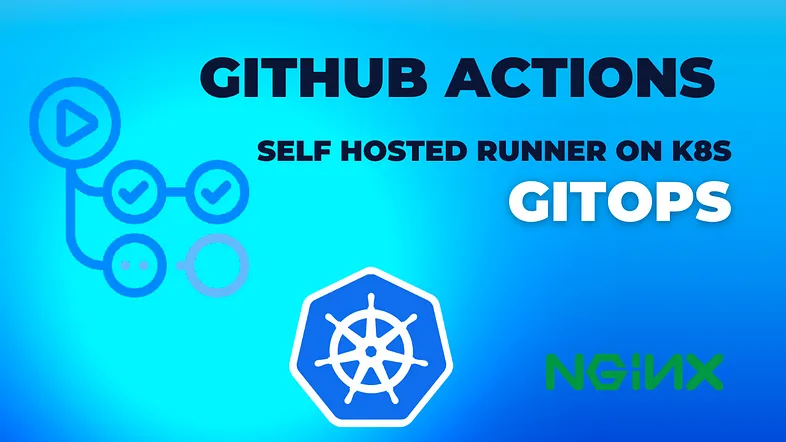 GITHUB ACTIONS
SELF HOSTED RUNNER ON K8S
GITOPS
NGINX